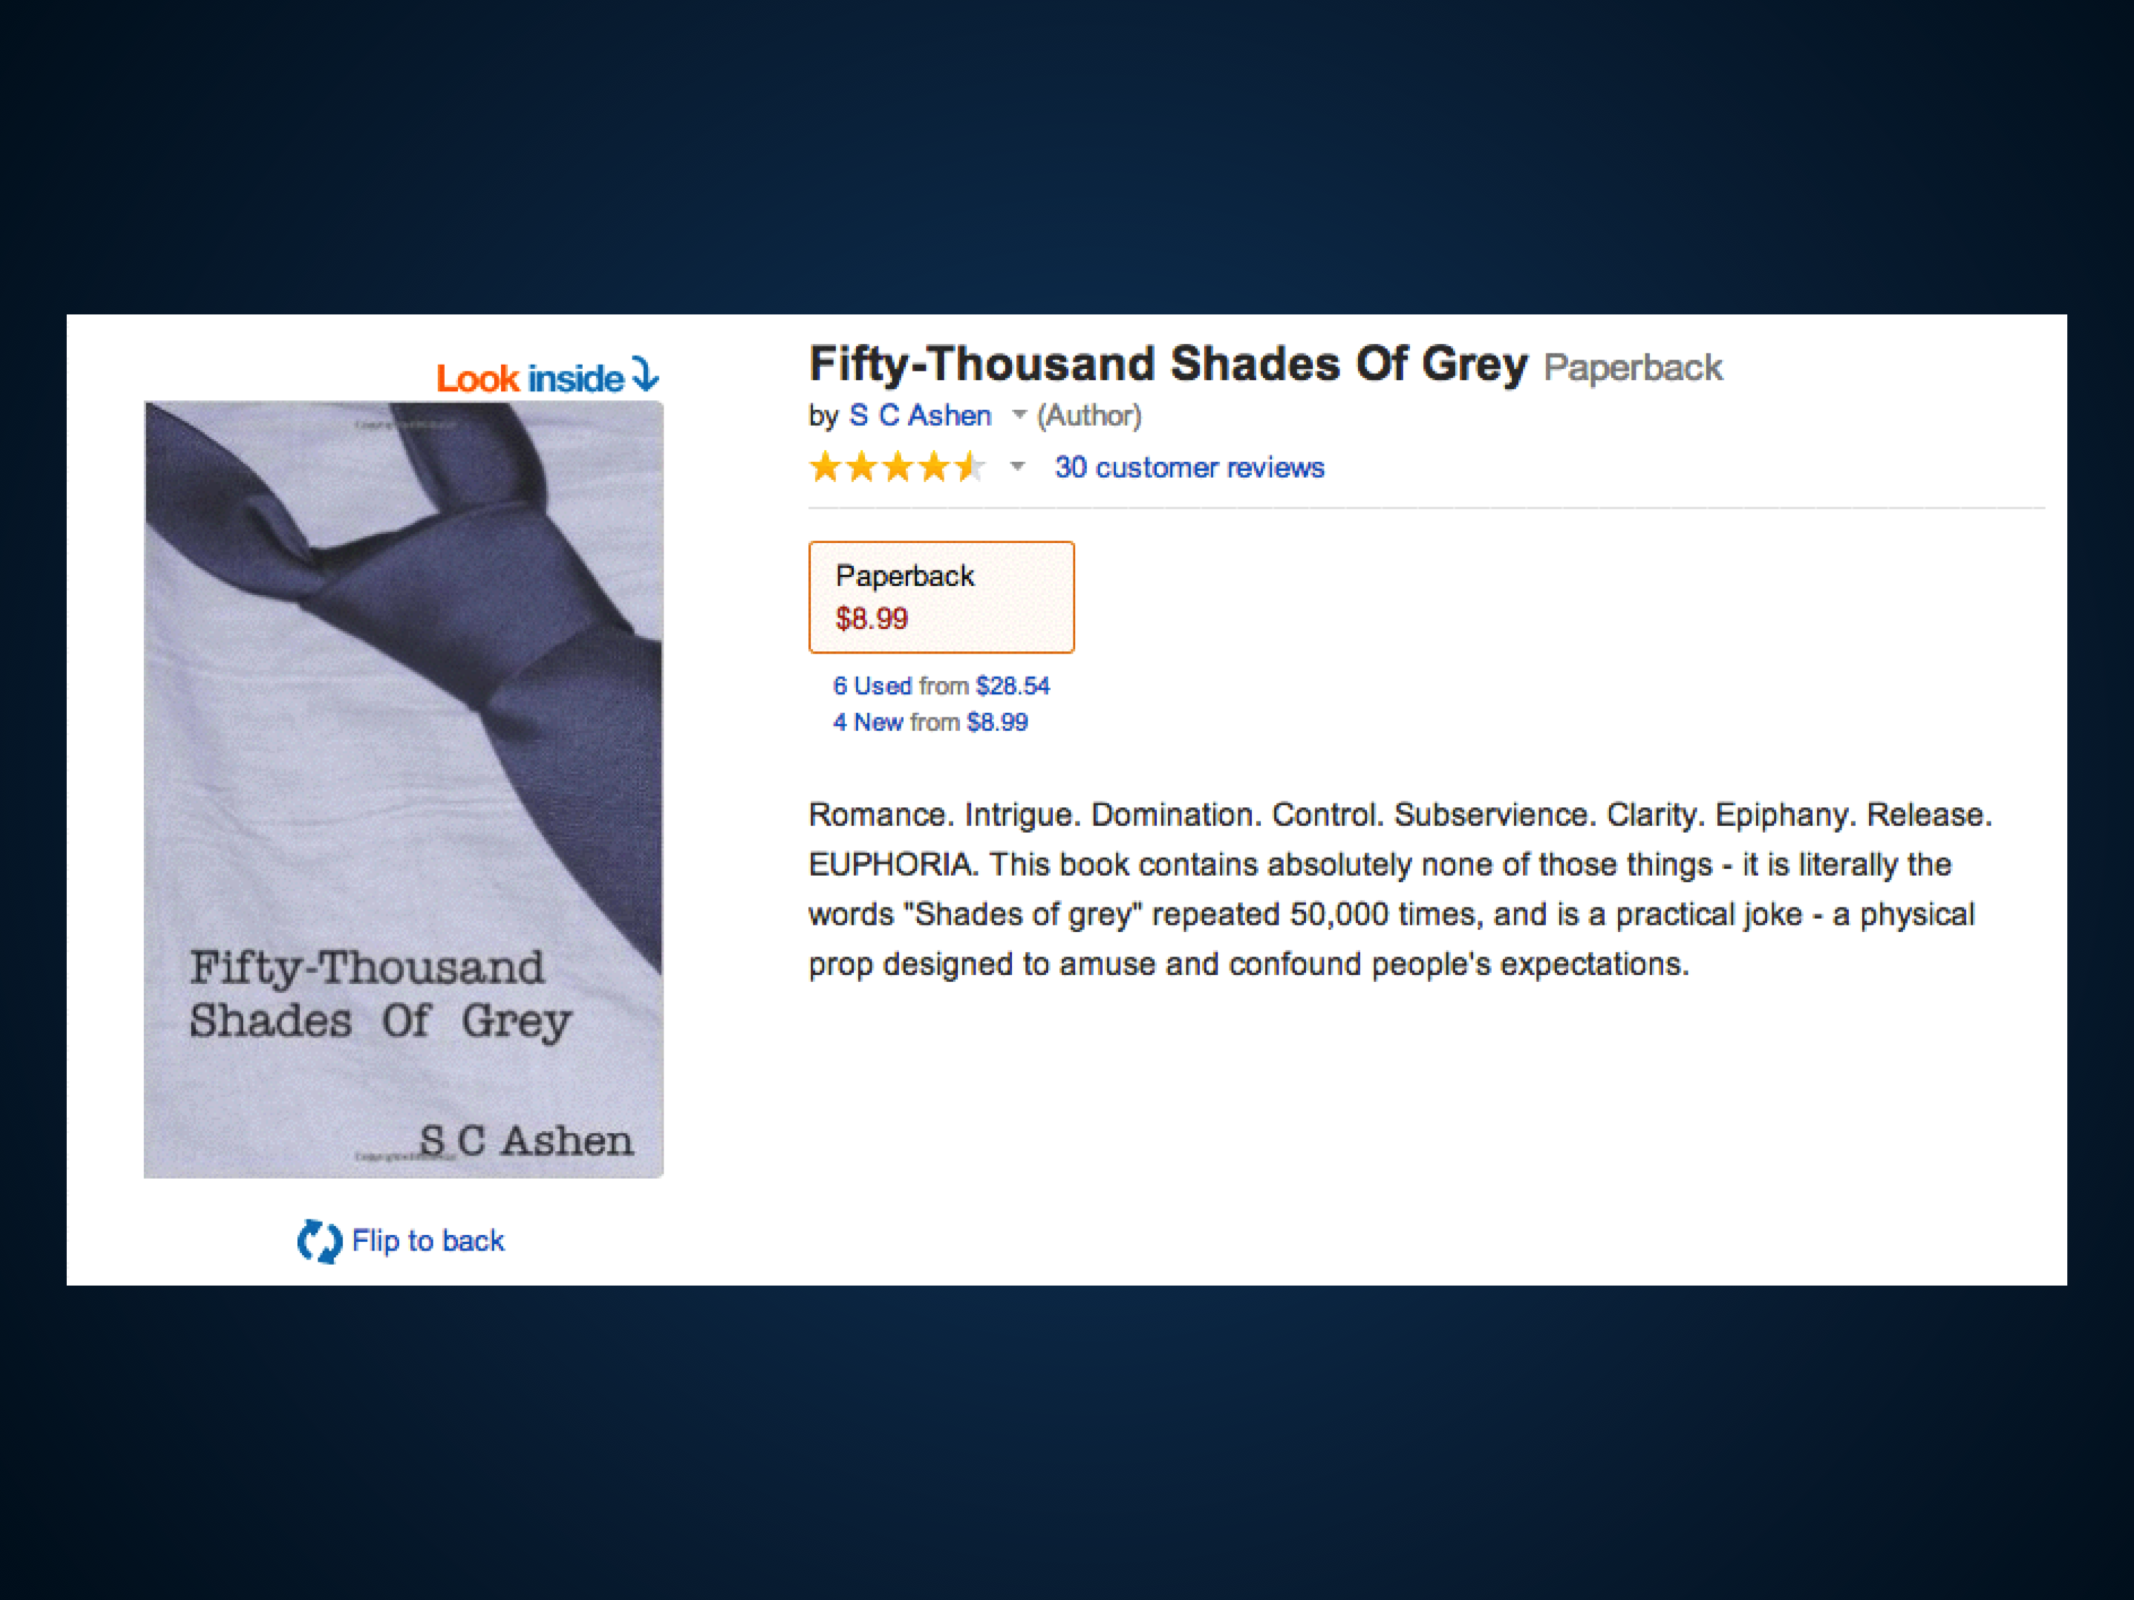 Look inside
Fifty-Thousand
Shades Of Grey
S C Ashen
Flip to back
Fifty-Thousand Shades Of Grey Paperback
by S C Ashen (Author)
30 customer reviews
Paperback
$8.99
6 Used from $28.54
4 New from $8.99
Romance. Intrigue. Domination. Control. Subservience. Clarity. Epiphany. Release.
EUPHORIA. This book contains absolutely none of those things - it is literally the
words "Shades of grey" repeated 50,000 times, and is a practical joke - a physical
prop designed to amuse and confound people's expectations.